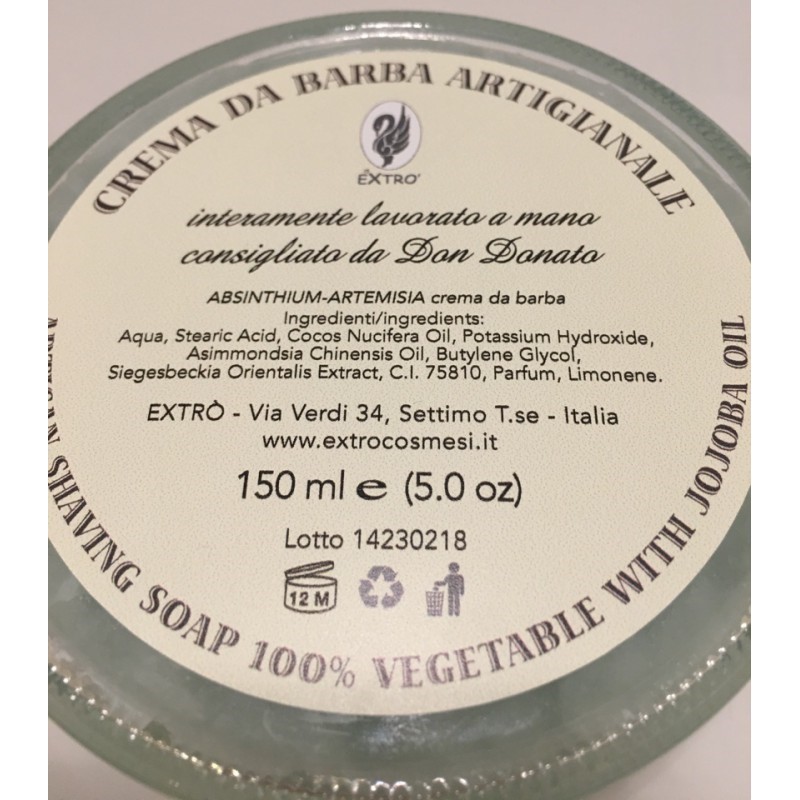 CREMA DA BARBA ARTIGIANALE
EXTRO'
interamente lavorato a mano
consigliato da Don Donato
ABSINTHIUM-ARTEMISIA crema da barba
Ingredienti/ingredients:
Aqua, Stearic Acid, Cocos Nucifera Oil, Potassium Hydroxide,
Asimmondsia Chinensis Oil, Butylene Glycol,
Siegesbeckia Orientalis Extract, C.I. 75810, Parfum, Limonene.
EXTRÒ - Via Verdi 34, Settimo T.se - Italia
www.extrocosmesi.it
150 ml e (5.0 oz)
Lotto 14230218
12 M
ARTISAN SHAVING SOAP 100% VEGETABLE WITH JOJOBA OIL